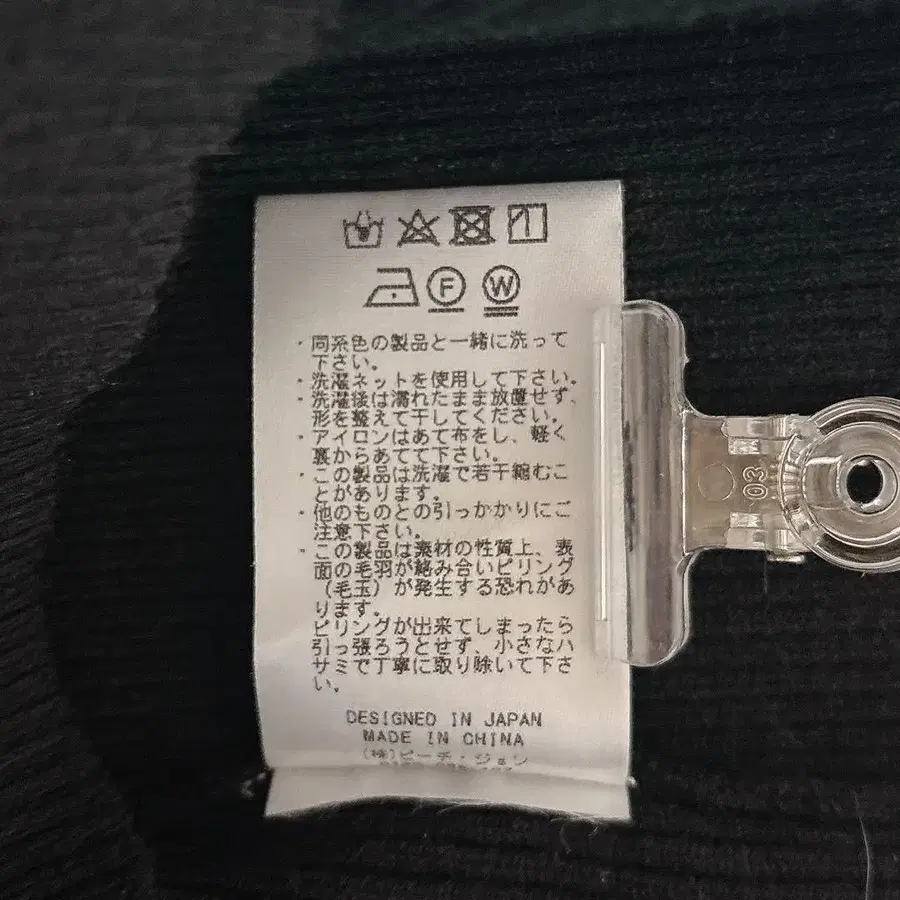 F W
・同系色の製品と一緒に洗って
下さい。
・洗濯ネットを使用して下さい。
・洗濯後は濡れたまま放置せず、
形を整えて干してください。
・アイロンはあて布をし、軽く
裏からあてて下さい。
・この製品は洗濯で若干縮むこ
とがあります。
・他のものとの引っかかりにご
注意下さい。
・この製品は素材の性質上、表
面の毛羽が絡み合いピリング
（毛玉）が発生する恐れがあ
ります。
ピリングが出来てしまったら
引っ張ろうとせず、小さなハ
サミで丁寧に取り除いて下さ
い。
DESIGNED IN JAPAN
MADE IN CHINA
(株)ピーチ・ジョン
03